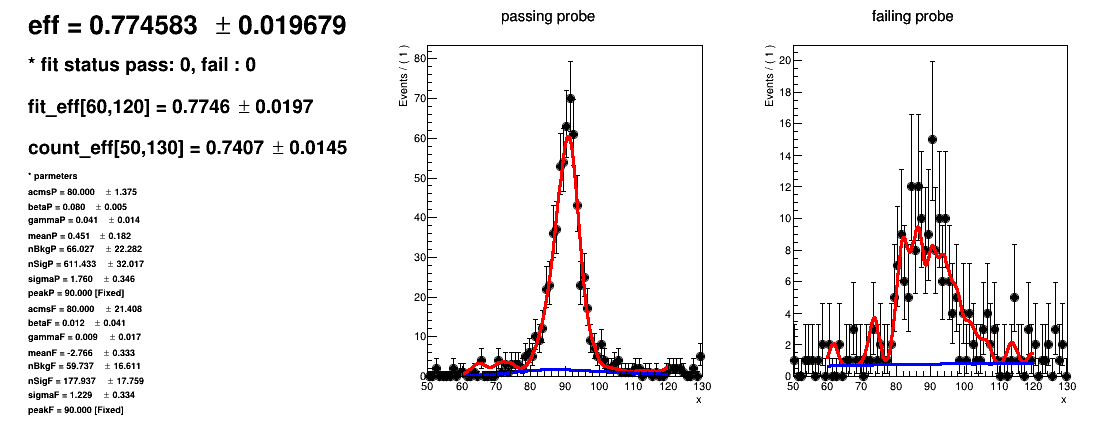 eff = 0.774583 ± 0.019679
* fit status pass: 0, fail : 0
fit_eff[60,120] = 0.7746 ± 0.0197
count_eff[50,130] = 0.7407 ± 0.0145
* parmeters
acmsP = 80.000 ± 1.375
betaP = 0.080 ± 0.005
gammaP = 0.041 ± 0.014
meanP = 0.451 ± 0.182
nBkgP = 66.027 ± 22.282
nSigP = 611.433 ± 32.017
sigmaP = 1.760 ± 0.346
peakP = 90.000 [Fixed]
acmsF = 80.000 ± 21.408
betaF = 0.012 ± 0.041
gammaF = 0.009 ± 0.017
meanF = -2.766 ± 0.333
nBkgF = 59.737 ± 16.611
nSigF = 177.937 ± 17.759
sigmaF = 1.229 ± 0.334
peakF = 90.000 [Fixed]
passing probe
Events / ( 1 )
80
70
60
50
40
30
20
10
0
50 60 70 80 90 100 110 120 130
x
failing probe
Events / ( 1 )
20
18
16
14
12
10
8
6
4
2
0
50 60 70 80 90 100 110 120 130
x